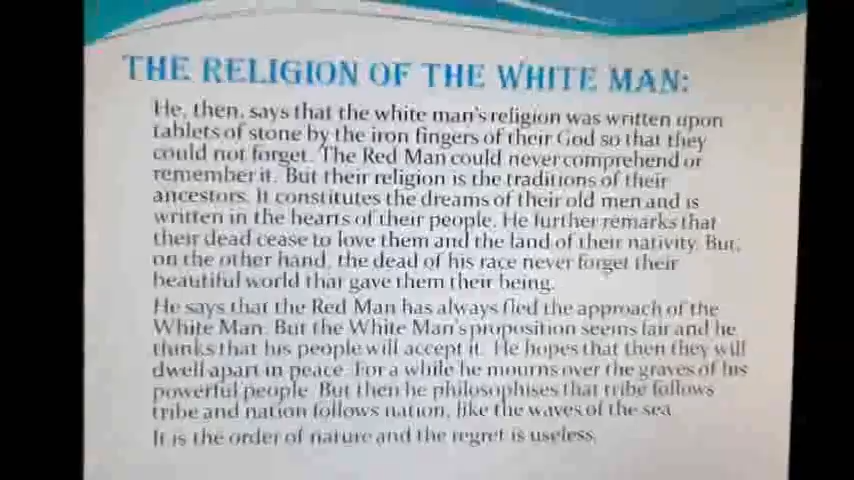 THE RELIGION OF THE WHITE MAN:
He, then, says that the white man's religion was written upon
tablets of stone by the iron fingers of their God so that they
could not forget. The Red Man could never comprehend or
remember it. But their religion is the traditions of their
ancestors. It constitutes the dreams of their old men and is
written in the hearts of their people. He further remarks that
their dead cease to love them and the land of their nativity. But,
on the other hand, the dead of his race never forget their
beautiful world that gave them their being.
He says that the Red Man has always fled the approach of the
White Man. But the White Man's proposition seems fair and he
thinks that his people will accept it. He hopes that then they will
dwell apart in peace. For a while he mourns over the graves of his
powerful people. But then he philosophises that tribe follows
tribe and nation follows nation, like the waves of the sea.
It is the order of nature and the regret is useless.